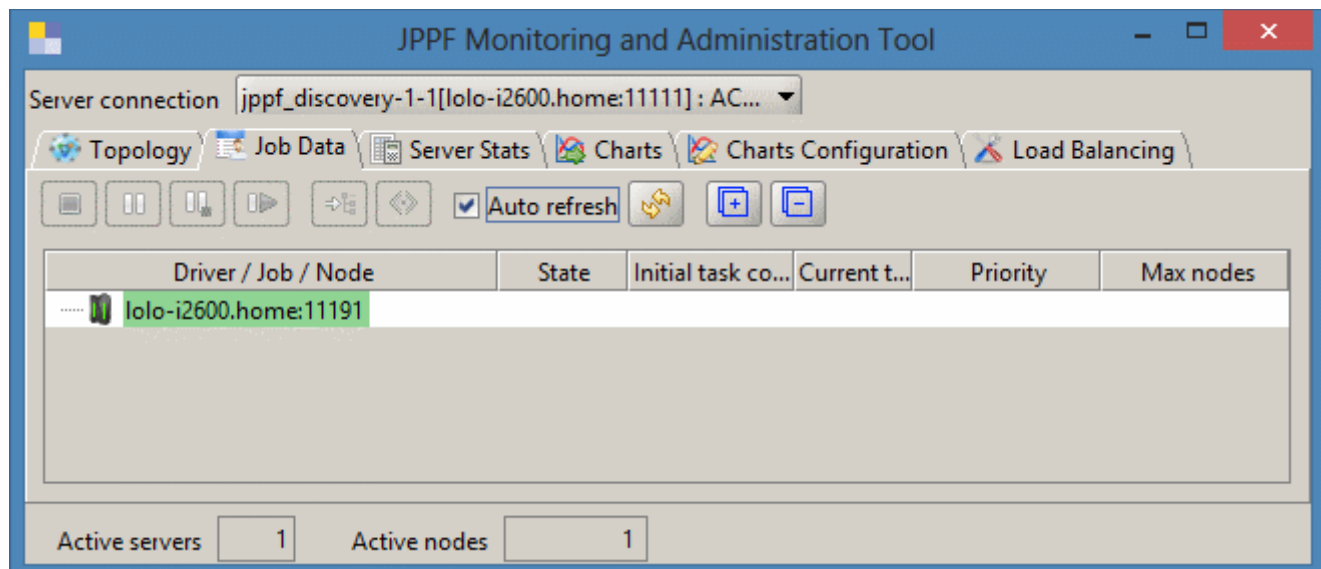 JPPF Monitoring and Administration Tool
Server connection jppf_discovery-1-1[lolo-i2600.home:11111] : AC...
Topology Job Data Server Stats Charts Charts Configuration Load Balancing
Auto refresh
Driver / Job / Node State Initial task co... Current t... Priority Max nodes
lolo-i2600.home:11191
Active servers 1 Active nodes 1